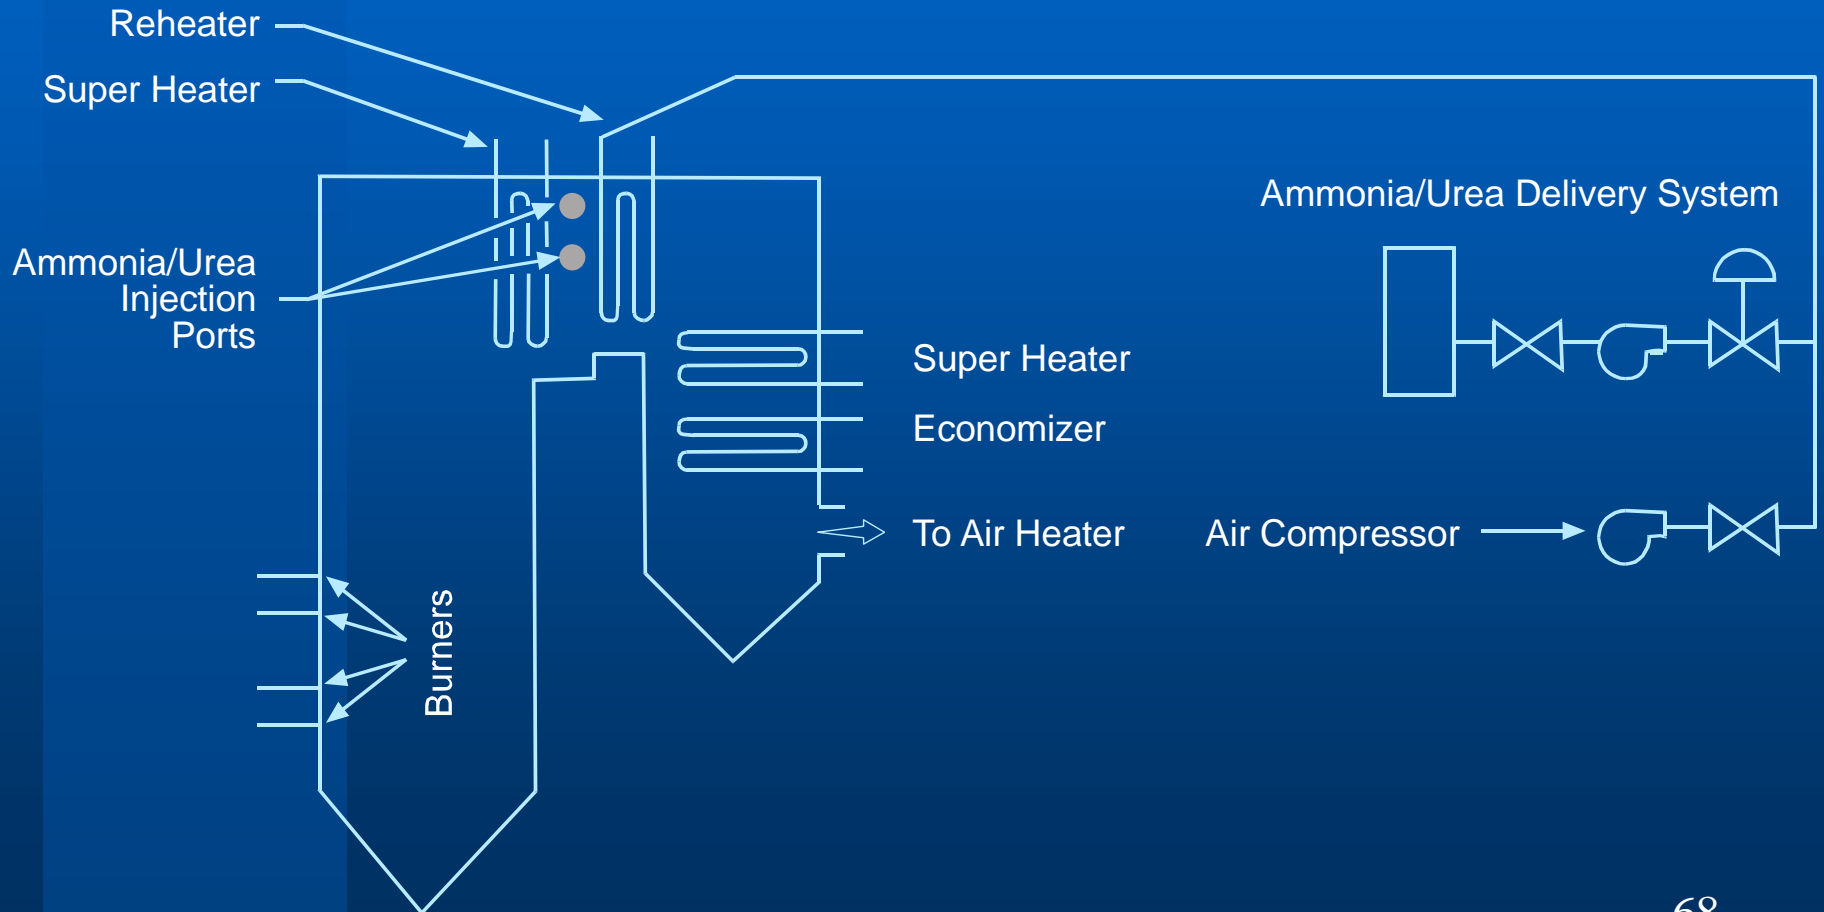 Reheater
Super Heater
Ammonia/Urea Delivery System
Ammonia/Urea
Injection
Ports
Super Heater
Economizer
To Air Heater
Air Compressor
Burners
68